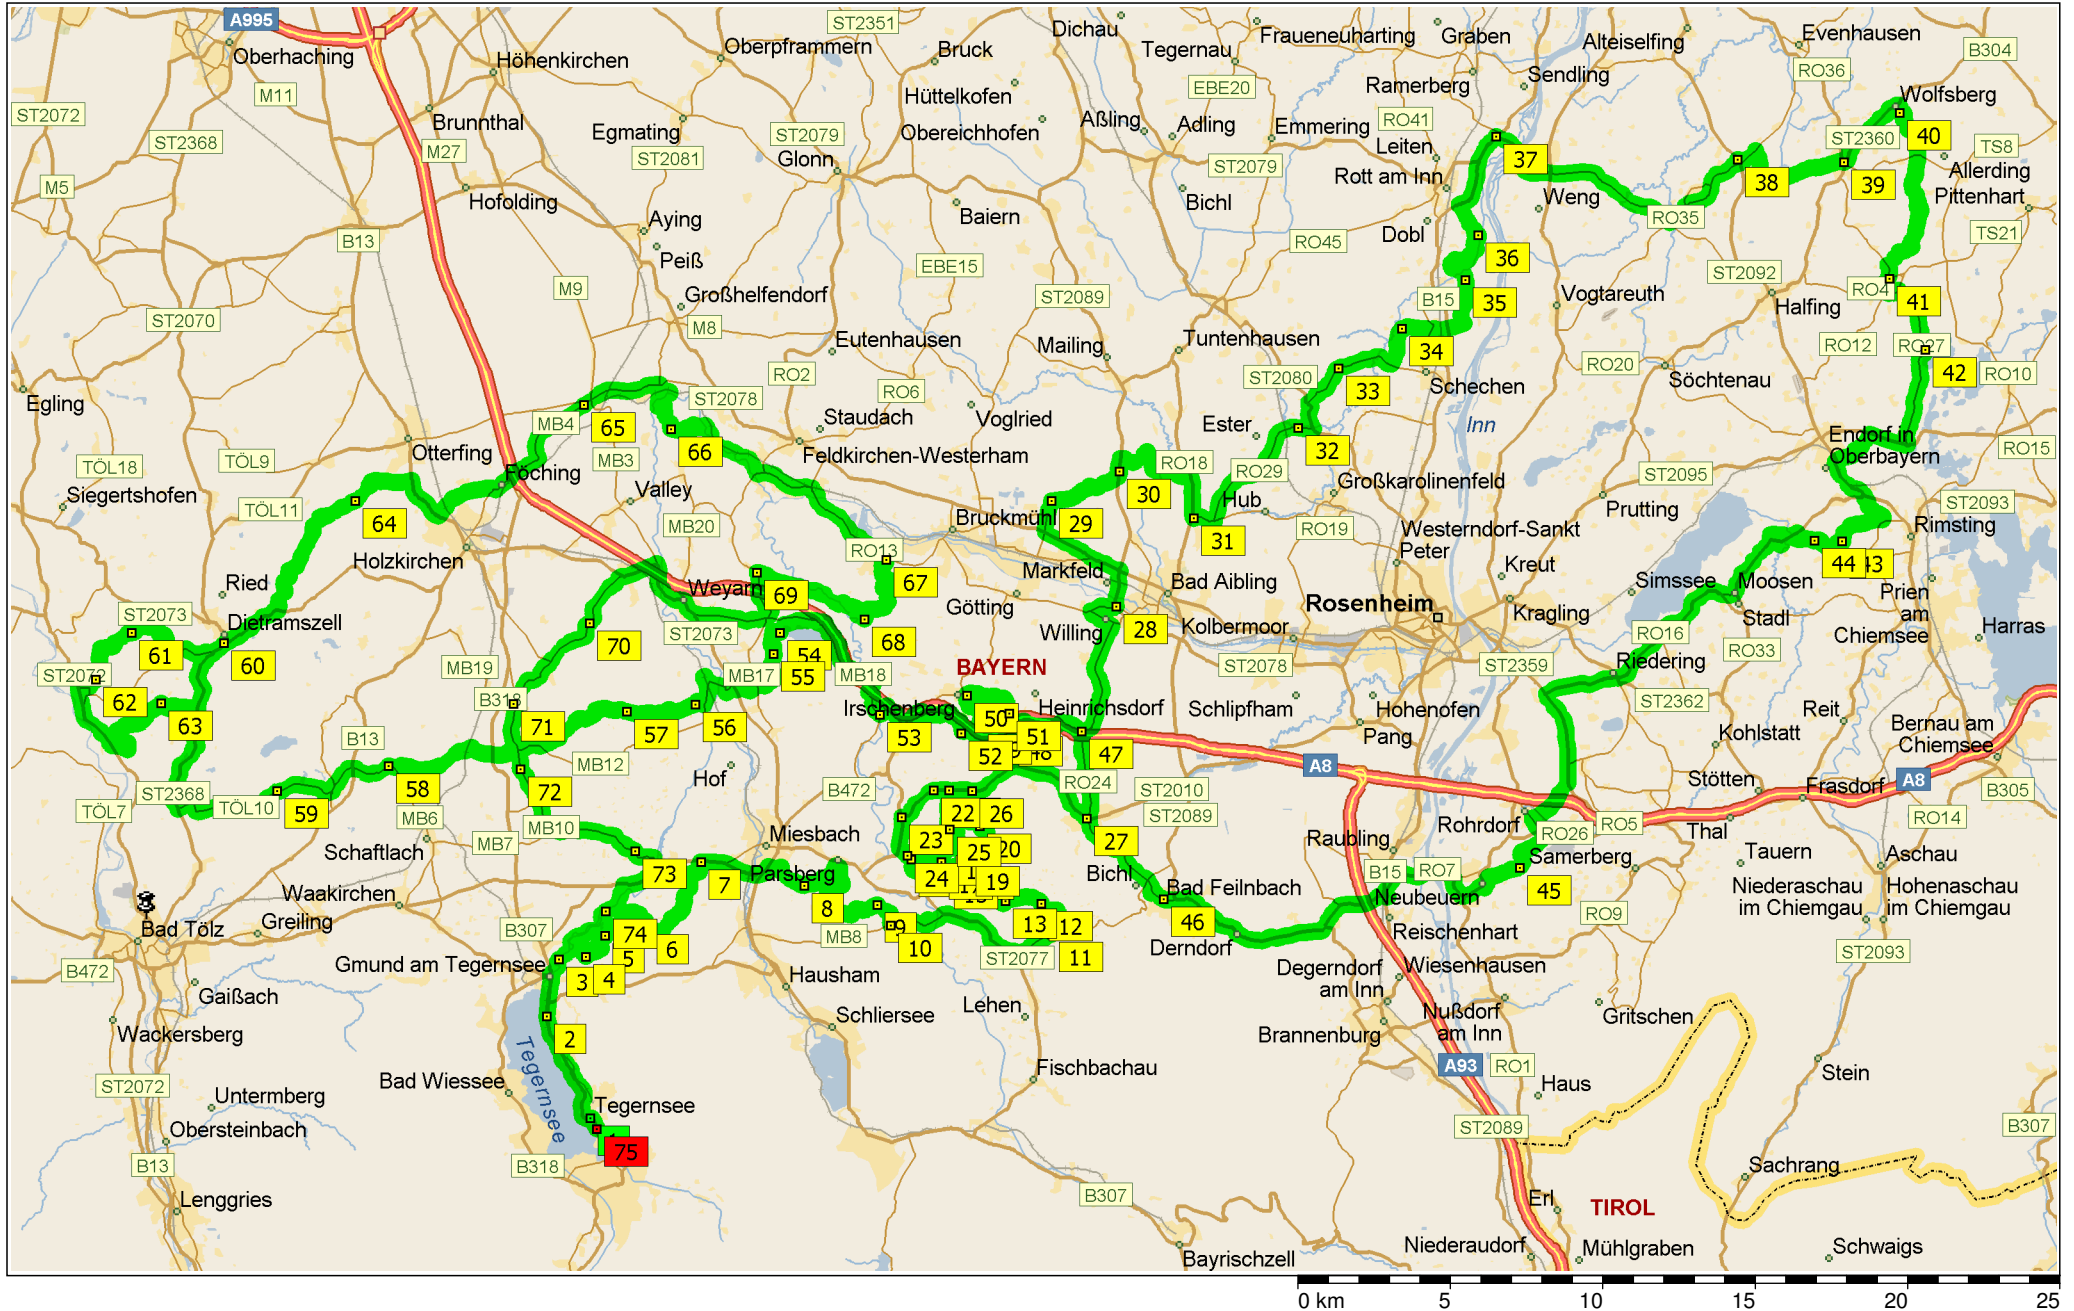 A995
Oberhaching
ST2351
Dichau
Fraueneuharting
Graben
Alteiselfing
Evenhausen
B304
Höhenkirchen
Oberpframmern
Bruck
Tegernau
Sendling
RO36
M11
Hüttelkofen
EBE20
Ramerberg
Wolfsberg
ST2072
Brunnthal
Egmating
ST2079
Obereichhofen
Aßling
Adling
Emmering
RO41
ST2360
40
TS8
ST2368
M27
ST2081
Glonn
ST2079
Leiten
37
Allerding
M5
Hofolding
Bichl
Rott am Inn
Weng
38
39
Pittenhart
Aying
Baiern
RO35
B13
Dobl
TS21
Peiß
EBE15
RO45
36
M9
Großhelfendorf
ST2089
B15
35
Vogtareuth
ST2092
Halfing
RO4
41
ST2070
M8
Eutenhausen
Mailing
Tuntenhausen
34
RO12
RO27
Egling
RO2
RO6
ST2080
33
Schechen
RO20
Söchtenau
42
RO10
ST2078
MB4
65
Staudach
Voglried
Ester
Inn
Otterfing
66
32
Endorf in
Oberbayern
RO15
TÖL18
TÖL9
MB3
Feldkirchen-Westerham
RO18
RO29
Siegertshofen
Föching
Valley
30
Hub
Großkarolinenfeld
ST2095
Prutting
ST2093
TÖL11
64
MB20
Bruckmühl
29
31
RO19
Westerndorf-Sankt
Peter
Rimsting
Holzkirchen
RO13
44
Ried
Weyarn
69
67
Markfeld
Bad Aibling
Kreut
Simssee
Moosen
Prien
am
Chiemsee
ST2073
Dietramszell
Götting
Rosenheim
Kragling
Stadl
61
60
70
ST2073
68
Willing
28
Kolbermoor
RO16
Harras
ST2072
62
MB19
54
55
MB17
MB18
BAYERN
ST2078
ST2359
Riedering
RO33
63
B318
71
57
56
Irschenberg
53
50
51
52
Heinrichsdorf
47
Schlipfham
Hohenofen
Pang
ST2362
Kohlstatt
Reit
Bernau am
Chiemsee
B13
58
MB12
Hof
A8
Stötten
Frasdorf
A8
ST2368
TÖL7
TÖL10
59
MB6
72
B472
22
26
RO24
ST2010
ST2089
B305
MB10
MB7
Miesbach
23
25
20
27
Raubling
Rohrdorf
RO26
RO5
Thal
RO14
Schaftlach
73
7
Parsberg
24
19
Bichl
Bad Feilnbach
B15
RO7
Samerberg
45
Tauern
Aschau
Waakirchen
8
Neubeuern
Niederaschau
im Chiemgau
Hohenaschau
im Chiemgau
Bad Tölz
Greiling
B307
74
6
MB8
9
10
13
12
11
46
Derndorf
Reischenhart
RO9
B472
Gmund am Tegernsee
3
4
5
Hausham
ST2077
Degerndorf
am Inn
Wiesenhausen
ST2093
Gaißach
Lehen
Nußdorf
am Inn
Gritschen
Wackersberg
2
Schliersee
Brannenburg
ST2072
Bad Wiessee
Tegernsee
Fischbachau
A93
RO1
Haus
Stein
Untermberg
Tegernsee
Obersteinbach
75
ST2089
B307
B13
B318
Sachrang
Lenggries
B307
Erl
TIROL
Bayrischzell
Niederaudorf
Mühlgraben
Schwaigs
0 km
5
10
15
20
25